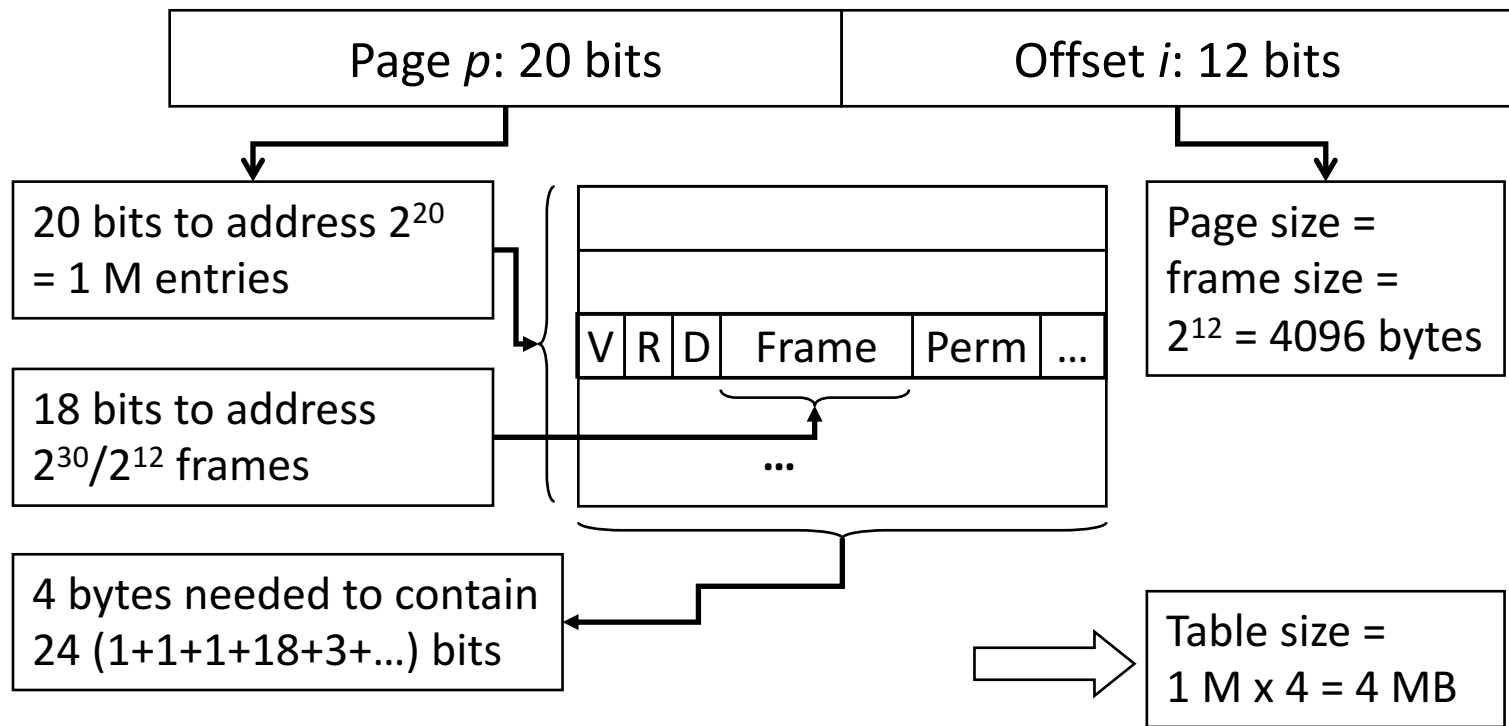 Page p: 20 bits
Offset i: 12 bits
20 bits to address 2²⁰
= 1 M entries
18 bits to address
2³⁰/2¹² frames
V R D Frame Perm ...
...
Page size =
frame size =
2¹² = 4096 bytes
4 bytes needed to contain
24 (1+1+1+18+3+...) bits
Table size =
1 M x 4 = 4 MB